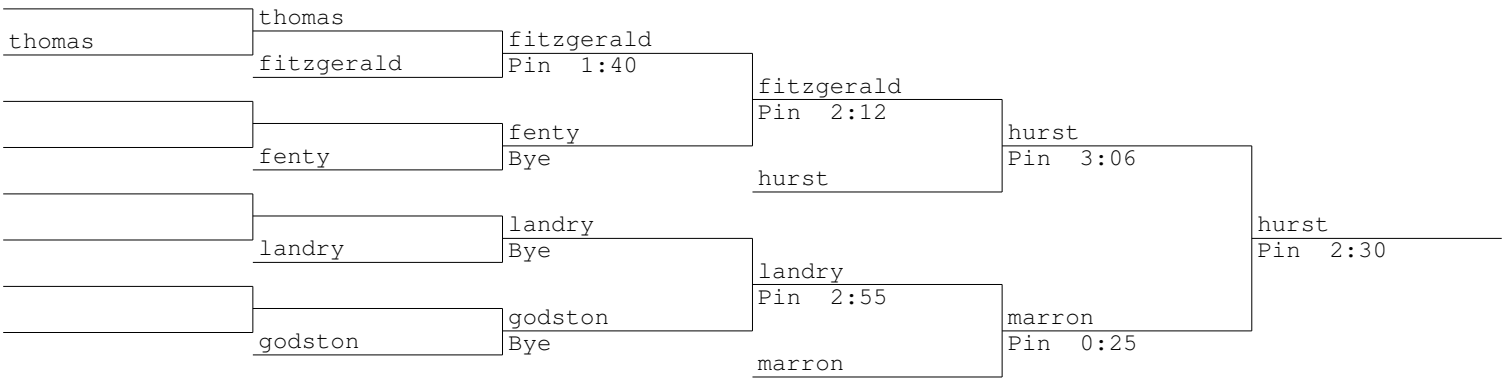 thomas
thomas
fitzgerald
fitzgerald
Pin 1:40
fitzgerald
Pin 2:12
fenty
fenty
Bye
hurst
hurst
Pin 3:06
landry
landry
Bye
landry
Pin 2:55
godston
godston
Bye
marron
marron
Pin 0:25
hurst
Pin 2:30